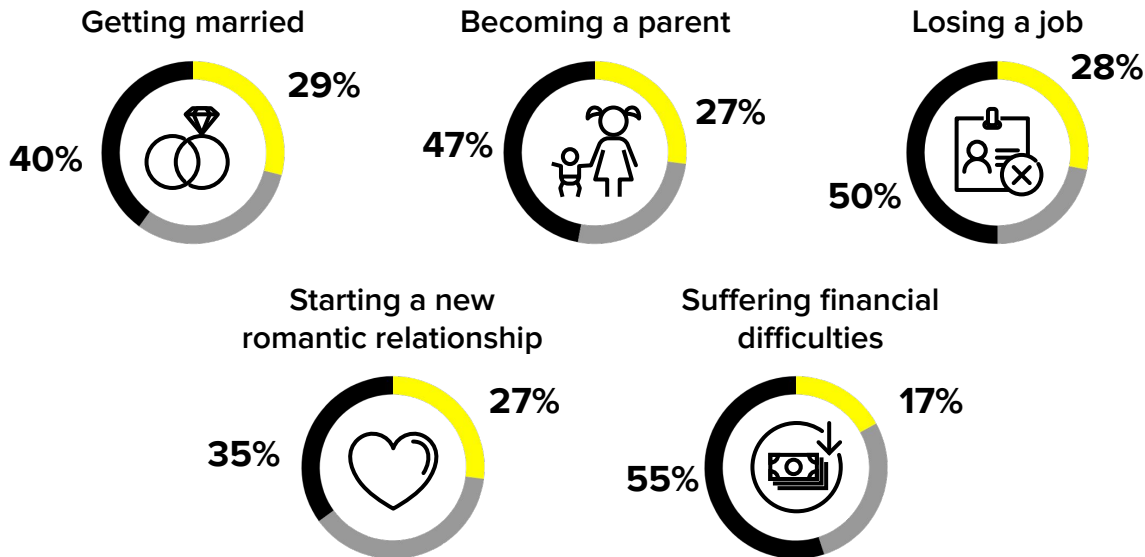 Getting married
29%
40%
Becoming a parent
27%
47%
Losing a job
28%
50%
Starting a new
romantic relationship
27%
35%
Suffering financial
difficulties
17%
55%